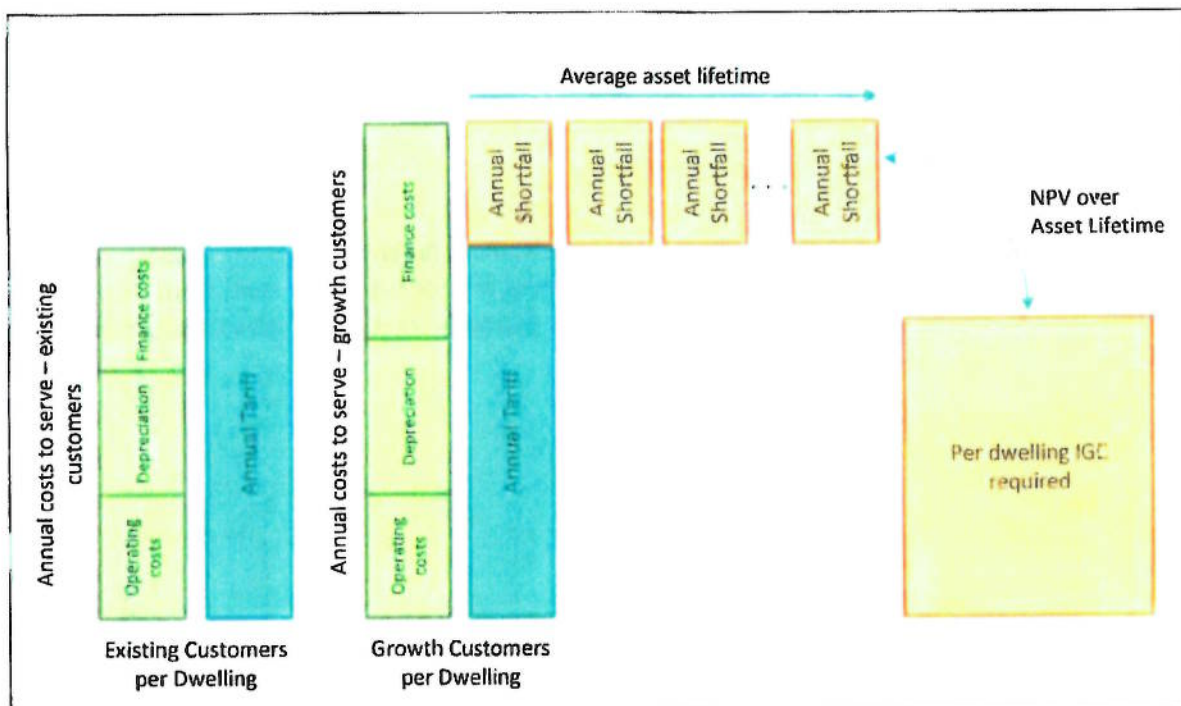 Average asset lifetime
Annual costs to serve – existing
customers
Finance costs
Depreciation
Operating
costs
Annual Tariff
Existing Customers
per Dwelling
Annual costs to serve – growth customers
Finance costs
Depreciation
Operating
costs
Annual
Shortfall
Annual Tariff
Growth Customers
per Dwelling
Annual
Shortfall
Annual
Shortfall
. . .
Annual
Shortfall
NPV over
Asset Lifetime
Per dwelling IGC
required